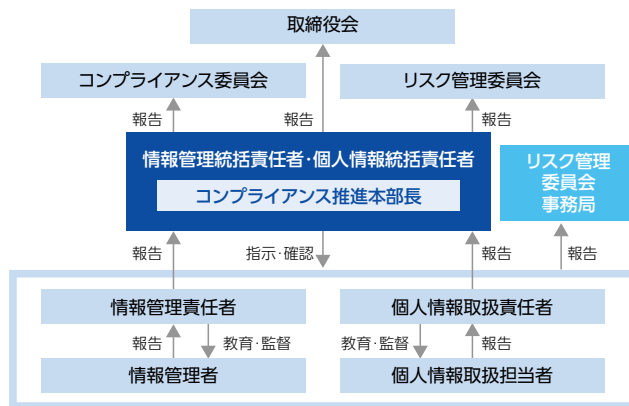 取締役会
コンプライアンス委員会
リスク管理委員会
報告
報告
報告
情報管理統括責任者・個人情報統括責任者
コンプライアンス推進本部長
リスク管理
委員会
事務局
報告
指示・確認
報告
報告
情報管理責任者
個人情報取扱責任者
報告
教育・監督
教育・監督
報告
情報管理者
個人情報取扱担当者